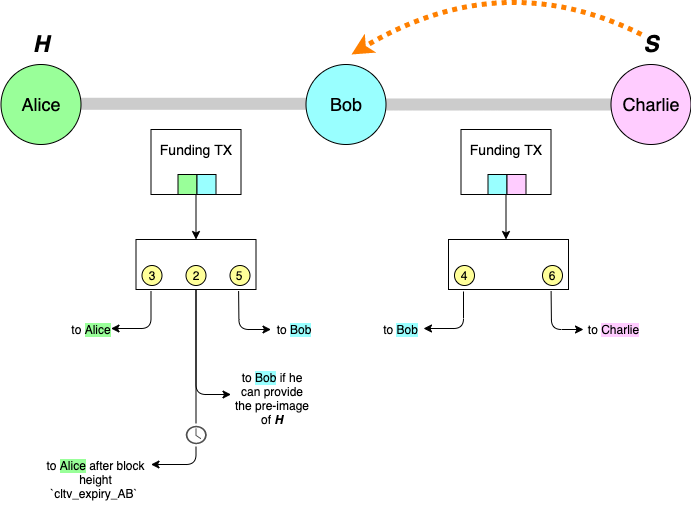 H
S
Alice
Bob
Charlie
Funding TX
Funding TX
3
2
5
4
6
to Alice
to Bob
to Bob
to Charlie
to Bob if he
can provide
the pre-image
of H
to Alice after block
height
`cltv_expiry_AB`